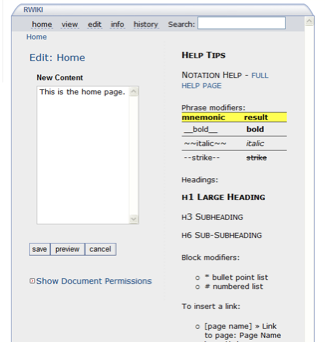 RWIKI
home view edit info history Search:
Home
Edit: Home
New Content
This is the home page.
save preview cancel
Show Document Permissions
HELP TIPS
NOTATION HELP - FULL
HELP PAGE
Phrase modifiers:
mnemonic result
__bold__ bold
~~italic~~ italic
--strike-- strike
Headings:
H1 LARGE HEADING
H3 SUBHEADING
H6 SUB-SUBHEADING
Block modifiers:
* bullet point list
# numbered list
To insert a link:
[page name] » Link
to page: Page Name